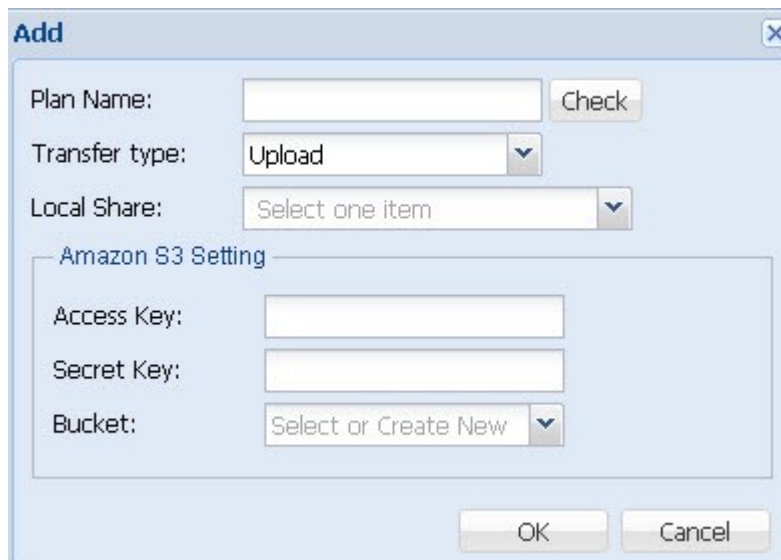 Add
Plan Name: Check
Transfer type: Upload
Local Share: Select one item
Amazon S3 Setting
Access Key:
Secret Key:
Bucket: Select or Create New
OK Cancel